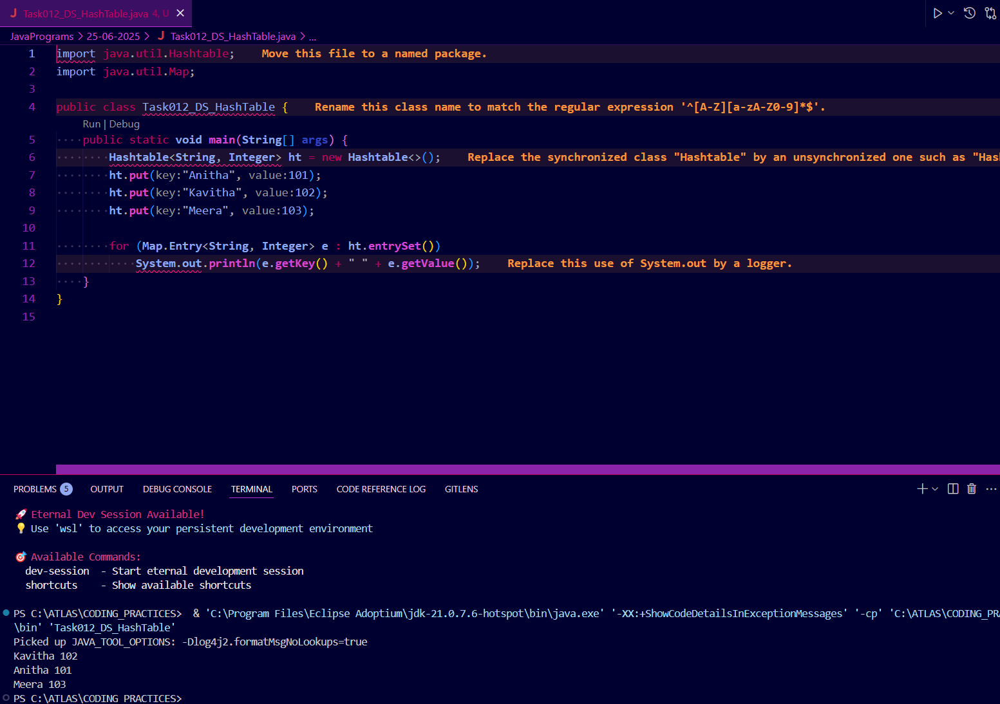 J Task012_DS_HashTable.java 4, U
JavaPrograms > 25-06-2025 > J Task012_DS_HashTable.java > ...
1 import java.util.Hashtable; Move this file to a named package.
2 import java.util.Map;
3
4 public class Task012_DS_HashTable { Rename this class name to match the regular expression '^[A-Z][a-zA-Z0-9]*$'.
Run | Debug
5 ····public static void main(String[] args) {
6 ········Hashtable<String, Integer> ht = new Hashtable<>(); Replace the synchronized class "Hashtable" by an unsynchronized one such as "Has
7 ········ht.put(key:"Anitha", value:101);
8 ········ht.put(key:"Kavitha", value:102);
9 ········ht.put(key:"Meera", value:103);
10
11 ········for (Map.Entry<String, Integer> e : ht.entrySet())
12 ············System.out.println(e.getKey() + " " + e.getValue()); Replace this use of System.out by a logger.
13 ····}
14 }
15
PROBLEMS 5 OUTPUT DEBUG CONSOLE TERMINAL PORTS CODE REFERENCE LOG GITLENS
🚀 Eternal Dev Session Available!
💡 Use 'wsl' to access your persistent development environment
🎯 Available Commands:
dev-session - Start eternal development session
shortcuts - Show available shortcuts
PS C:\ATLAS\CODING_PRACTICES> & 'C:\Program Files\Eclipse Adoptium\jdk-21.0.7.6-hotspot\bin\java.exe' '-XX:+ShowCodeDetailsInExceptionMessages' '-cp' 'C:\ATLAS\CODING_PRA
\bin' 'Task012_DS_HashTable'
Picked up JAVA_TOOL_OPTIONS: -Dlog4j2.formatMsgNoLookups=true
Kavitha 102
Anitha 101
Meera 103
PS C:\ATLAS\CODING PRACTICES>